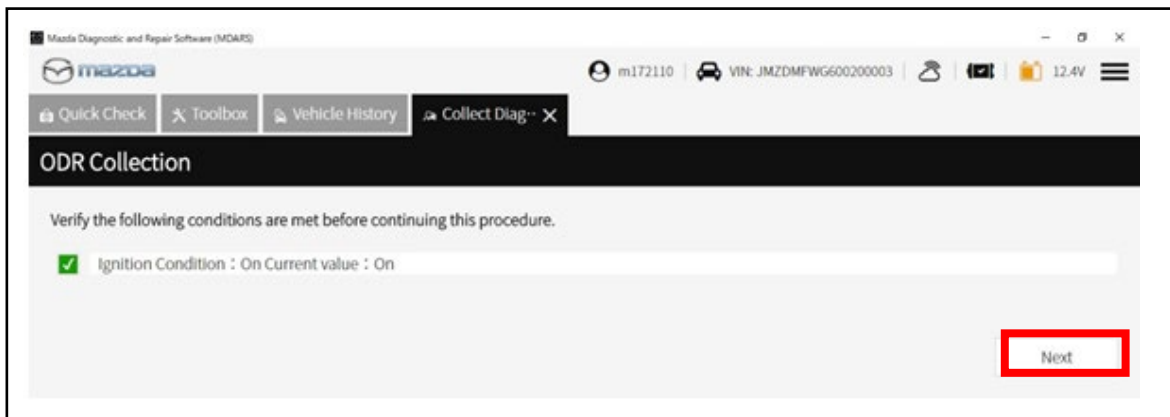 Mazda Diagnostic and Repair Software (MDARS)
mazda
m172110
VIN: JMZDMFWG600200003
12.4V
Quick Check
Toolbox
Vehicle History
Collect Diag··
ODR Collection
Verify the following conditions are met before continuing this procedure.
Ignition Condition：On Current value：On
Next